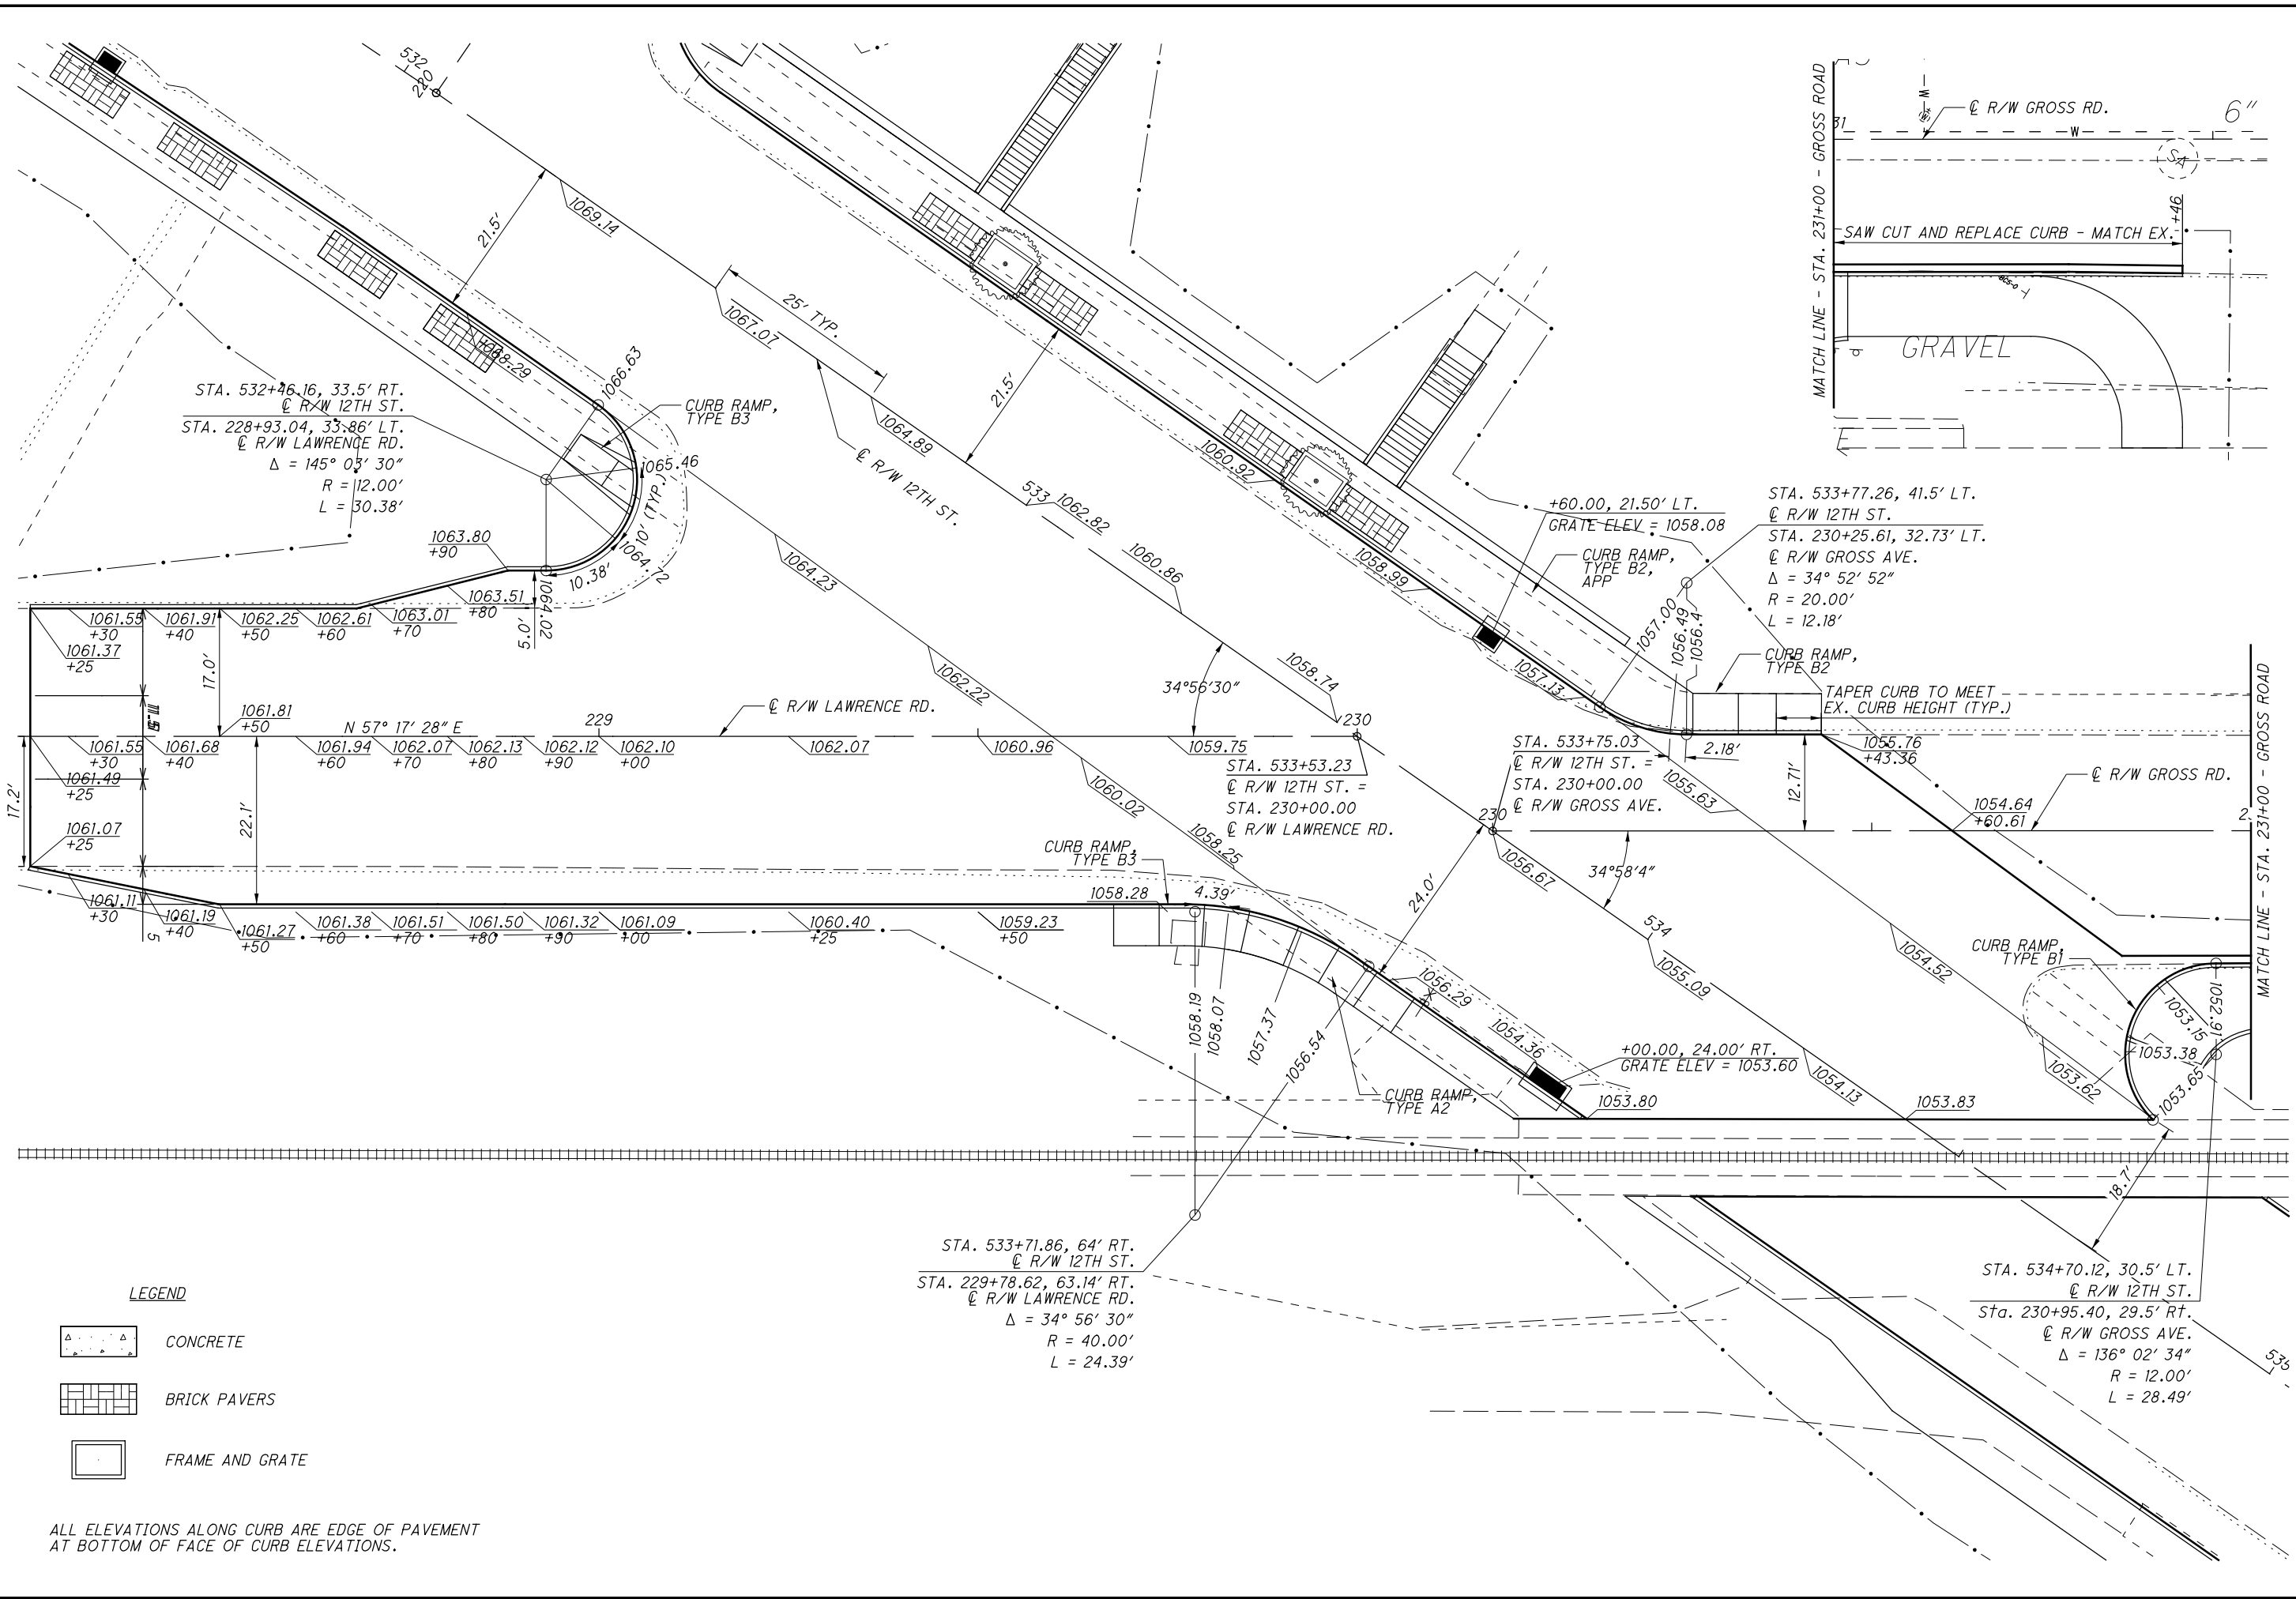 532
220
1069.14
21.5'
25' TYP.
1067.07
℄ R/W 12TH ST.
1064.89
21.5'
533
1062.82
1060.86
1058.74
1068.29
1066.63
CURB RAMP,
TYPE B3
1065.46
10' (TYP.)
1064.72
10.38'
1064.02
5.0'
STA. 532+46.16, 33.5' RT.
℄ R/W 12TH ST.
STA. 228+93.04, 33.86' LT.
℄ R/W LAWRENCE RD.
Δ = 145° 03' 30"
R = 12.00'
L = 30.38'
1063.80
+90
1063.51
+80
1063.01
+70
1062.61
+60
1062.25
+50
1061.91
+40
1061.55
+30
1061.37
+25
17.0'
1061.81
+50
N 57° 17' 28" E
229
℄ R/W LAWRENCE RD.
1061.55
+30
1061.68
+40
1061.94
+60
1062.07
+70
1062.13
+80
1062.12
+90
1062.10
+00
1062.07
1060.96
1059.75
1061.49
+25
17.2'
22.1'
1061.07
+25
1061.11
+30
1061.19
+40
5
1061.27
+50
1061.38
+60
1061.51
+70
1061.50
+80
1061.32
+90
1061.09
+00
1060.40
+25
1059.23
+50
1058.28
CURB RAMP,
TYPE B3
4.39'
1064.23
1062.22
1060.02
1058.25
34°56'30"
230
STA. 533+53.23
℄ R/W 12TH ST. =
STA. 230+00.00
℄ R/W LAWRENCE RD.
STA. 533+75.03
℄ R/W 12TH ST. =
STA. 230+00.00
℄ R/W GROSS AVE.
230
1056.67
34°58'4"
24.0'
534
1055.09
1054.13
1060.92
1058.99
+60.00, 21.50' LT.
GRATE ELEV = 1058.08
CURB RAMP,
TYPE B2,
APP
1057.13
1057.00
1056.49
1056.4
2.18'
STA. 533+77.26, 41.5' LT.
℄ R/W 12TH ST.
STA. 230+25.61, 32.73' LT.
℄ R/W GROSS AVE.
Δ = 34° 52' 52"
R = 20.00'
L = 12.18'
CURB RAMP,
TYPE B2
TAPER CURB TO MEET
EX. CURB HEIGHT (TYP.)
1055.76
+43.36
12.71'
℄ R/W GROSS RD.
1054.64
+60.61
1055.63
1054.52
1053.62
MATCH LINE - STA. 231+00 - GROSS ROAD
CURB RAMP,
TYPE B1
1052.91
1053.15
1053.38
1053.65
1053.83
1053.80
+00.00, 24.00' RT.
GRATE ELEV = 1053.60
1056.29
1054.36
CURB RAMP,
TYPE A2
1058.19
1058.07
1057.37
1056.54
STA. 533+71.86, 64' RT.
℄ R/W 12TH ST.
STA. 229+78.62, 63.14' RT.
℄ R/W LAWRENCE RD.
Δ = 34° 56' 30"
R = 40.00'
L = 24.39'
18.7'
STA. 534+70.12, 30.5' LT.
℄ R/W 12TH ST.
Sta. 230+95.40, 29.5' Rt.
℄ R/W GROSS AVE.
Δ = 136° 02' 34"
R = 12.00'
L = 28.49'
535
MATCH LINE - STA. 231+00 - GROSS ROAD
31
℄ R/W GROSS RD.
6"
W
W
SA
+46
SAW CUT AND REPLACE CURB - MATCH EX.
GRAVEL
E
LEGEND
CONCRETE
BRICK PAVERS
FRAME AND GRATE
ALL ELEVATIONS ALONG CURB ARE EDGE OF PAVEMENT
AT BOTTOM OF FACE OF CURB ELEVATIONS.